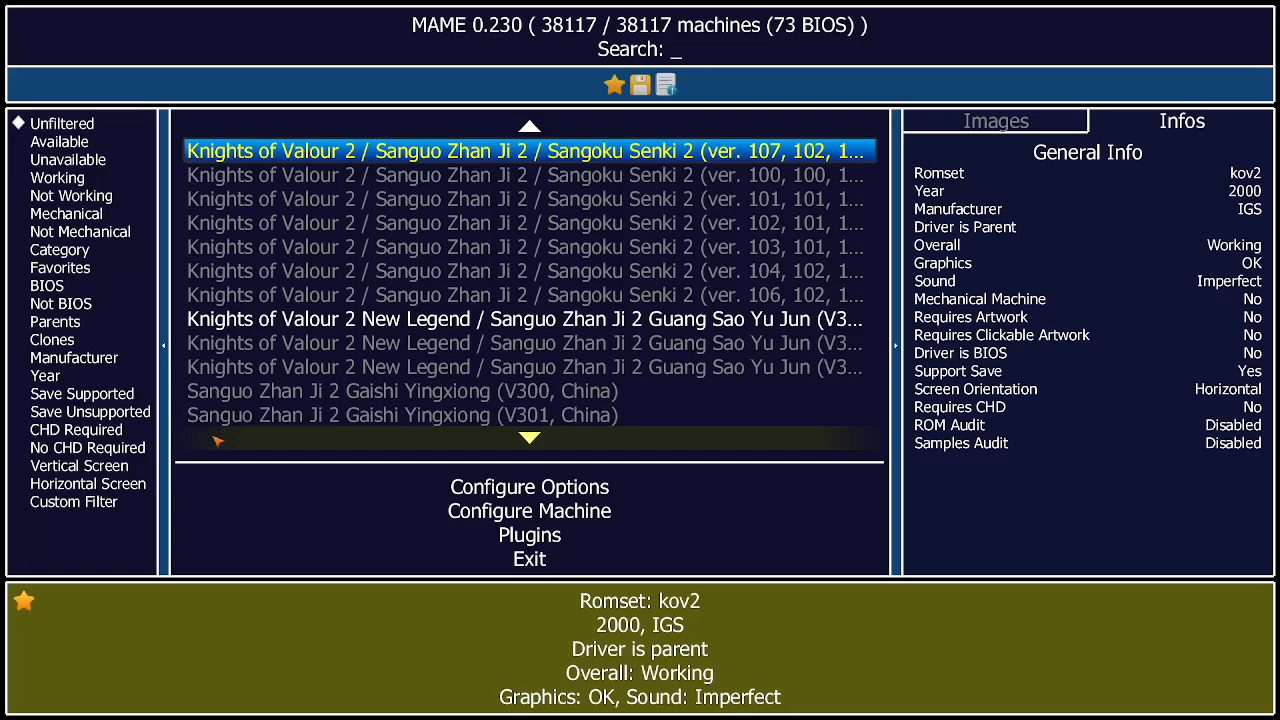 MAME 0.230 ( 38117 / 38117 machines (73 BIOS) )
Search: _
Unfiltered
Available
Unavailable
Working
Not Working
Mechanical
Not Mechanical
Category
Favorites
BIOS
Not BIOS
Parents
Clones
Manufacturer
Year
Save Supported
Save Unsupported
CHD Required
No CHD Required
Vertical Screen
Horizontal Screen
Custom Filter
Knights of Valour 2 / Sanguo Zhan Ji 2 / Sangoku Senki 2 (ver. 107, 102, 1...
Knights of Valour 2 / Sanguo Zhan Ji 2 / Sangoku Senki 2 (ver. 100, 100, 1...
Knights of Valour 2 / Sanguo Zhan Ji 2 / Sangoku Senki 2 (ver. 101, 101, 1...
Knights of Valour 2 / Sanguo Zhan Ji 2 / Sangoku Senki 2 (ver. 102, 101, 1...
Knights of Valour 2 / Sanguo Zhan Ji 2 / Sangoku Senki 2 (ver. 103, 101, 1...
Knights of Valour 2 / Sanguo Zhan Ji 2 / Sangoku Senki 2 (ver. 104, 102, 1...
Knights of Valour 2 / Sanguo Zhan Ji 2 / Sangoku Senki 2 (ver. 106, 102, 1...
Knights of Valour 2 New Legend / Sanguo Zhan Ji 2 Guang Sao Yu Jun (V3...
Knights of Valour 2 New Legend / Sanguo Zhan Ji 2 Guang Sao Yu Jun (V3...
Knights of Valour 2 New Legend / Sanguo Zhan Ji 2 Guang Sao Yu Jun (V3...
Sanguo Zhan Ji 2 Gaishi Yingxiong (V300, China)
Sanguo Zhan Ji 2 Gaishi Yingxiong (V301, China)
Configure Options
Configure Machine
Plugins
Exit
Images Infos
General Info
Romset kov2
Year 2000
Manufacturer IGS
Driver is Parent
Overall Working
Graphics OK
Sound Imperfect
Mechanical Machine No
Requires Artwork No
Requires Clickable Artwork No
Driver is BIOS No
Support Save Yes
Screen Orientation Horizontal
Requires CHD No
ROM Audit Disabled
Samples Audit Disabled
Romset: kov2
2000, IGS
Driver is parent
Overall: Working
Graphics: OK, Sound: Imperfect